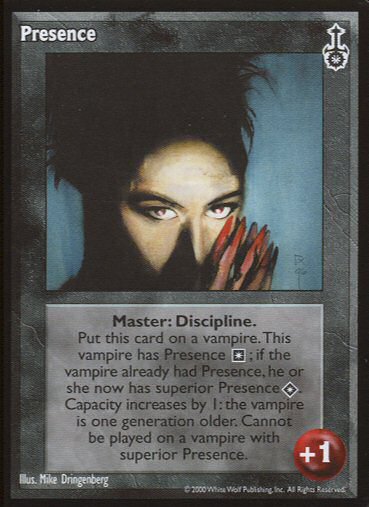 Presence
DR
96
Master: Discipline.
Put this card on a vampire. This
vampire has Presence ; if the
vampire already had Presence, he or
she now has superior Presence .
Capacity increases by 1: the vampire
is one generation older. Cannot
be played on a vampire with
superior Presence.
+1
Illus. Mike Dringenberg
© 2000 White Wolf Publishing, Inc. All Rights Reserved.